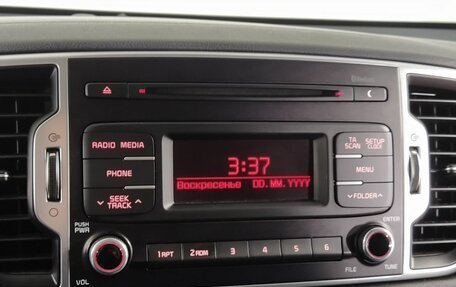 Bluetooth
RADIO MEDIA
TA SCAN
SETUP CLOCK
3:37
PHONE
MENU
Воскресенье DD.MM.YYYY
SEEK TRACK
FOLDER
PUSH PWR
ENTER
1 RPT 2 RDM 3 4 5 6
VOL
FILE
TUNE